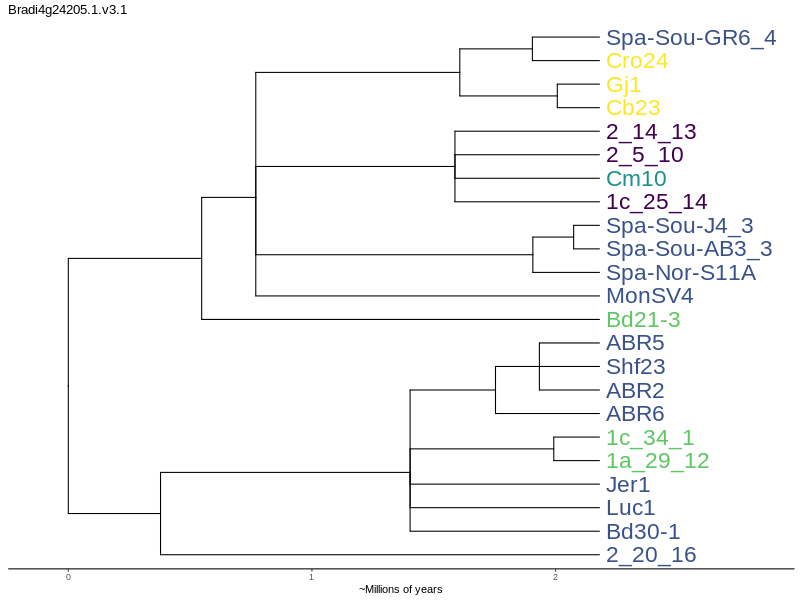 Bradi4g24205.1.v3.1
Spa-Sou-GR6_4
Cro24
Gj1
Cb23
2_14_13
2_5_10
Cm10
1c_25_14
Spa-Sou-J4_3
Spa-Sou-AB3_3
Spa-Nor-S11A
MonSV4
Bd21-3
ABR5
Shf23
ABR2
ABR6
1c_34_1
1a_29_12
Jer1
Luc1
Bd30-1
2_20_16
0 1 2
~Millions of years